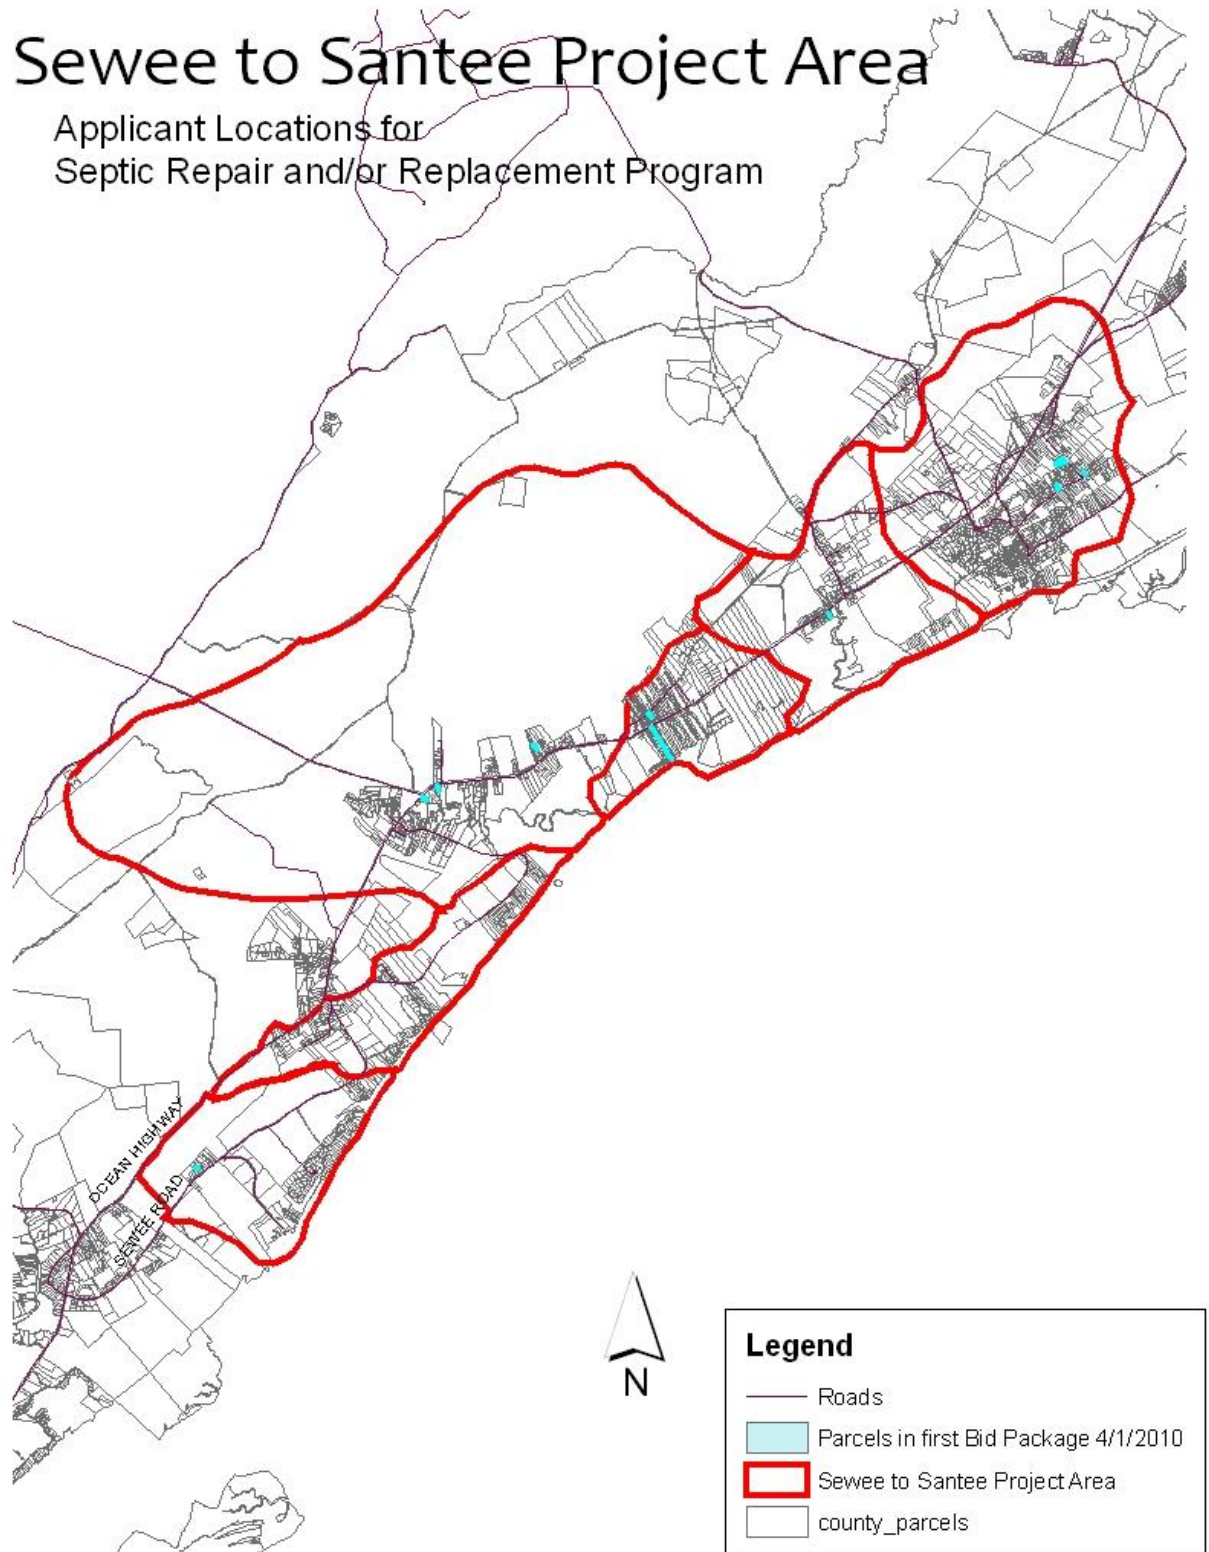 Sewee to Santee Project Area
Applicant Locations for
Septic Repair and/or Replacement Program
OCEAN HIGHWAY
SEWEE ROAD
N
Legend
Roads
Parcels in first Bid Package 4/1/2010
Sewee to Santee Project Area
county_parcels